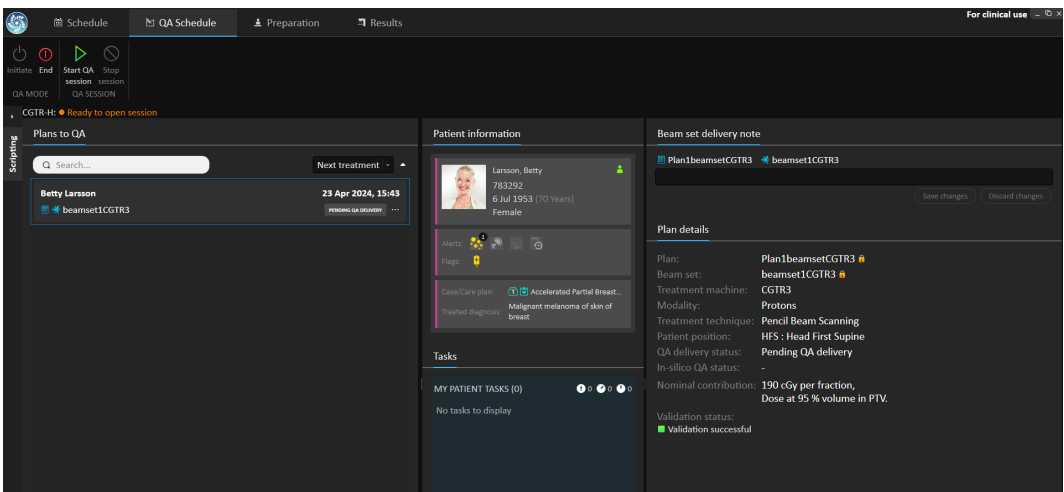 Schedule
QA Schedule
Preparation
Results
For clinical use
Initiate
End
Start QA session
Stop session
QA MODE
QA SESSION
CGTR-H: Ready to open session
Scripting
Plans to QA
Search...
Next treatment
Betty Larsson
23 Apr 2024, 15:43
beamset1CGTR3
PENDING QA DELIVERY
...
Patient information
Larsson, Betty
783292
6 Jul 1953 (70 Years)
Female
Alerts:
1
Flags:
Case/Care plan:
1 Accelerated Partial Breast...
Treated diagnosis:
Malignant melanoma of skin of
breast
Tasks
MY PATIENT TASKS (0)
0 0 0
No tasks to display
Beam set delivery note
Plan1beamsetCGTR3 beamset1CGTR3
Save changes
Discard changes
Plan details
Plan: Plan1beamsetCGTR3
Beam set: beamset1CGTR3
Treatment machine: CGTR3
Modality: Protons
Treatment technique: Pencil Beam Scanning
Patient position: HFS : Head First Supine
QA delivery status: Pending QA delivery
In-silico QA status: -
Nominal contribution: 190 cGy per fraction,
Dose at 95 % volume in PTV.
Validation status:
Validation successful